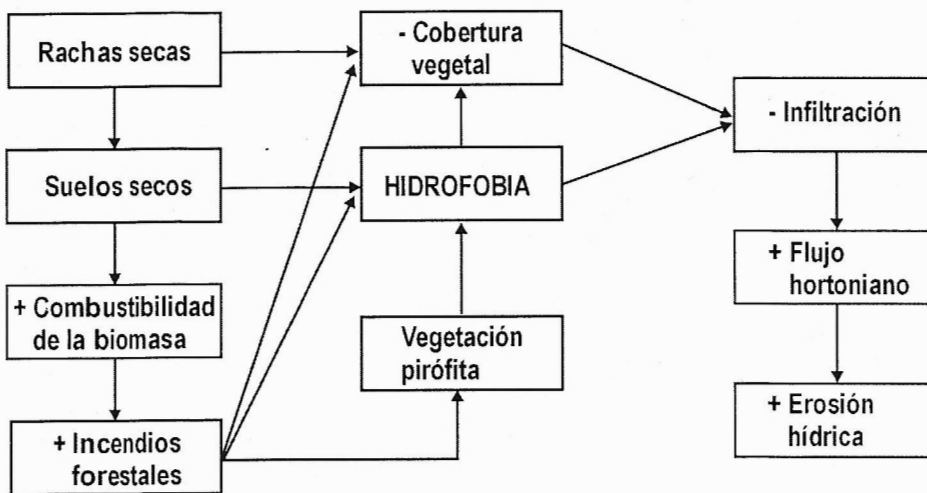 Rachas secas
Suelos secos
+ Combustibilidad
de la biomasa
+ Incendios
forestales
- Cobertura
vegetal
HIDROFOBIA
Vegetación
pirófita
- Infiltración
+ Flujo
hortoniano
+ Erosión
hídrica